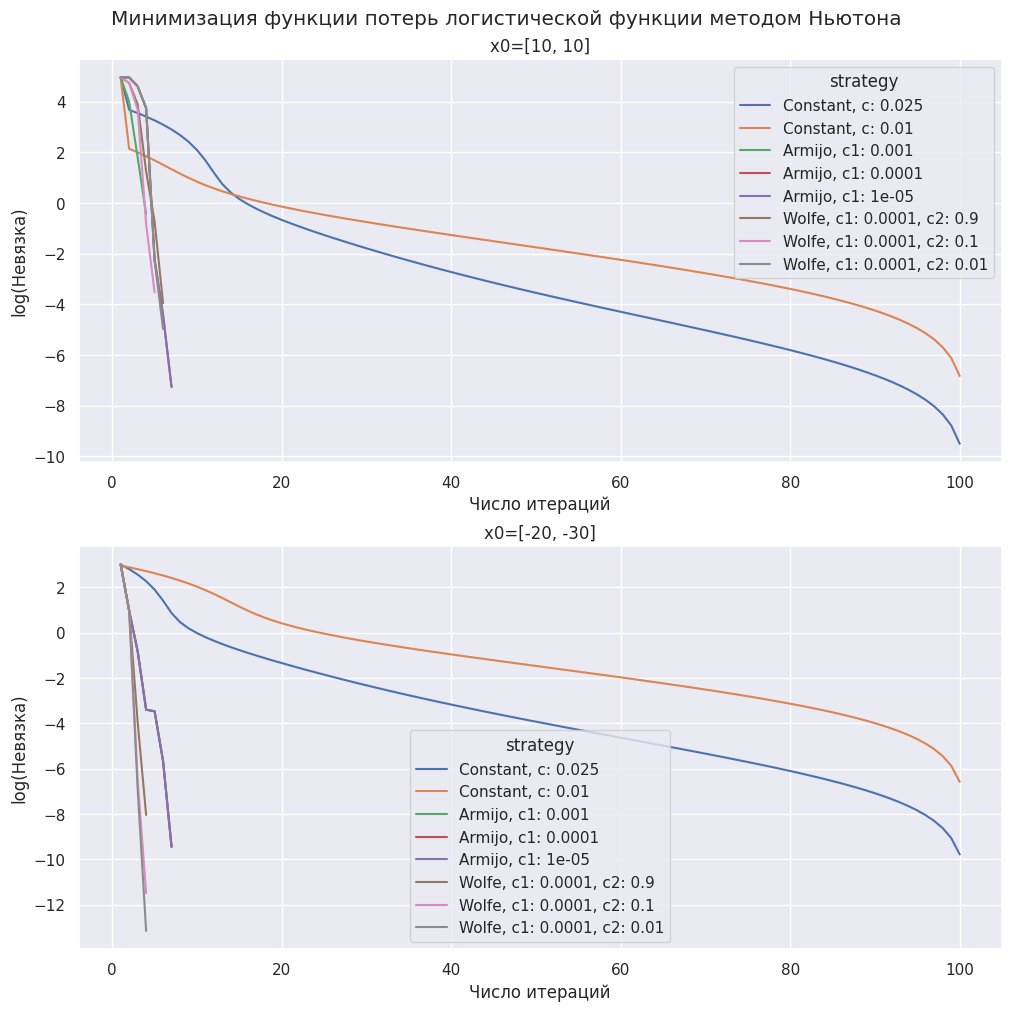 Минимизация функции потерь логистической функции методом Ньютона
x0=[10, 10]
log(Невязка)
4
2
0
−2
−4
−6
−8
−10
strategy
Constant, c: 0.025
Constant, c: 0.01
Armijo, c1: 0.001
Armijo, c1: 0.0001
Armijo, c1: 1e-05
Wolfe, c1: 0.0001, c2: 0.9
Wolfe, c1: 0.0001, c2: 0.1
Wolfe, c1: 0.0001, c2: 0.01
0 20 40 60 80 100
Число итераций
x0=[-20, -30]
log(Невязка)
2
0
−2
−4
−6
−8
−10
−12
strategy
Constant, c: 0.025
Constant, c: 0.01
Armijo, c1: 0.001
Armijo, c1: 0.0001
Armijo, c1: 1e-05
Wolfe, c1: 0.0001, c2: 0.9
Wolfe, c1: 0.0001, c2: 0.1
Wolfe, c1: 0.0001, c2: 0.01
0 20 40 60 80 100
Число итераций